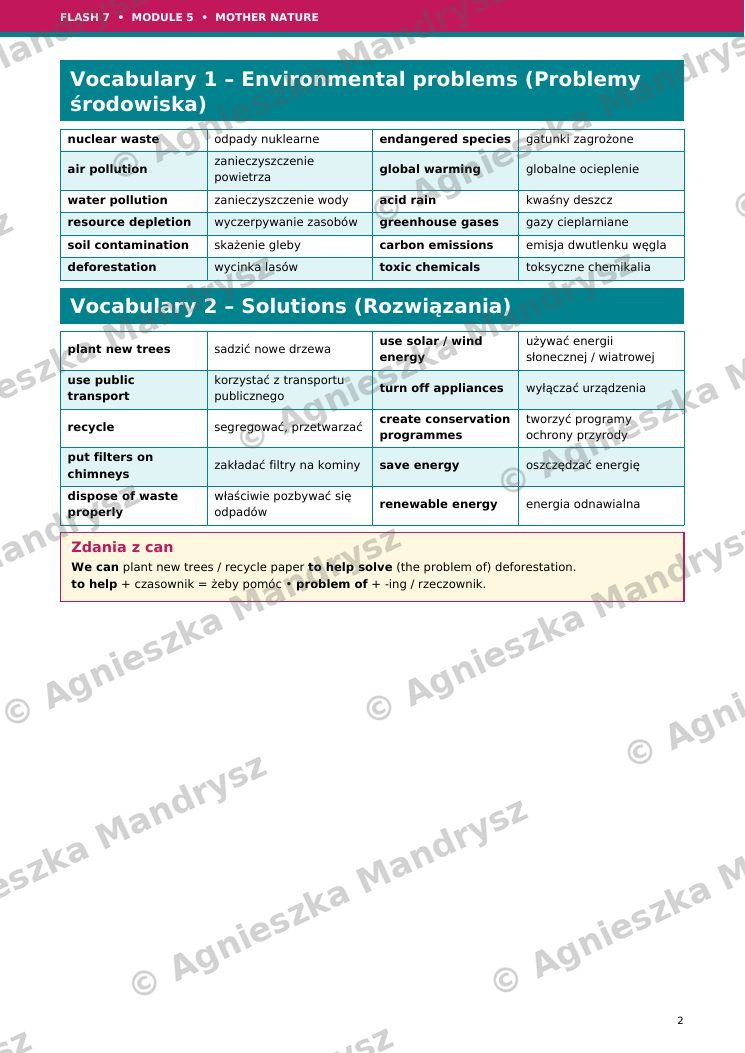 FLASH 7 • MODULE 5 • MOTHER NATURE
Vocabulary 1 – Environmental problems (Problemy
środowiska)
nuclear waste odpady nuklearne endangered species gatunki zagrożone
air pollution zanieczyszczenie powietrza global warming globalne ocieplenie
water pollution zanieczyszczenie wody acid rain kwaśny deszcz
resource depletion wyczerpywanie zasobów greenhouse gases gazy cieplarniane
soil contamination skażenie gleby carbon emissions emisja dwutlenku węgla
deforestation wycinka lasów toxic chemicals toksyczne chemikalia
Vocabulary 2 – Solutions (Rozwiązania)
plant new trees sadzić nowe drzewa use solar / wind energy używać energii słonecznej / wiatrowej
use public transport korzystać z transportu publicznego turn off appliances wyłączać urządzenia
recycle segregować, przetwarzać create conservation programmes tworzyć programy ochrony przyrody
put filters on chimneys zakładać filtry na kominy save energy oszczędzać energię
dispose of waste properly właściwie pozbywać się odpadów renewable energy energia odnawialna
Zdania z can
We can plant new trees / recycle paper to help solve (the problem of) deforestation.
to help + czasownik = żeby pomóc • problem of + -ing / rzeczownik.
© Agnieszka Mandrysz
2